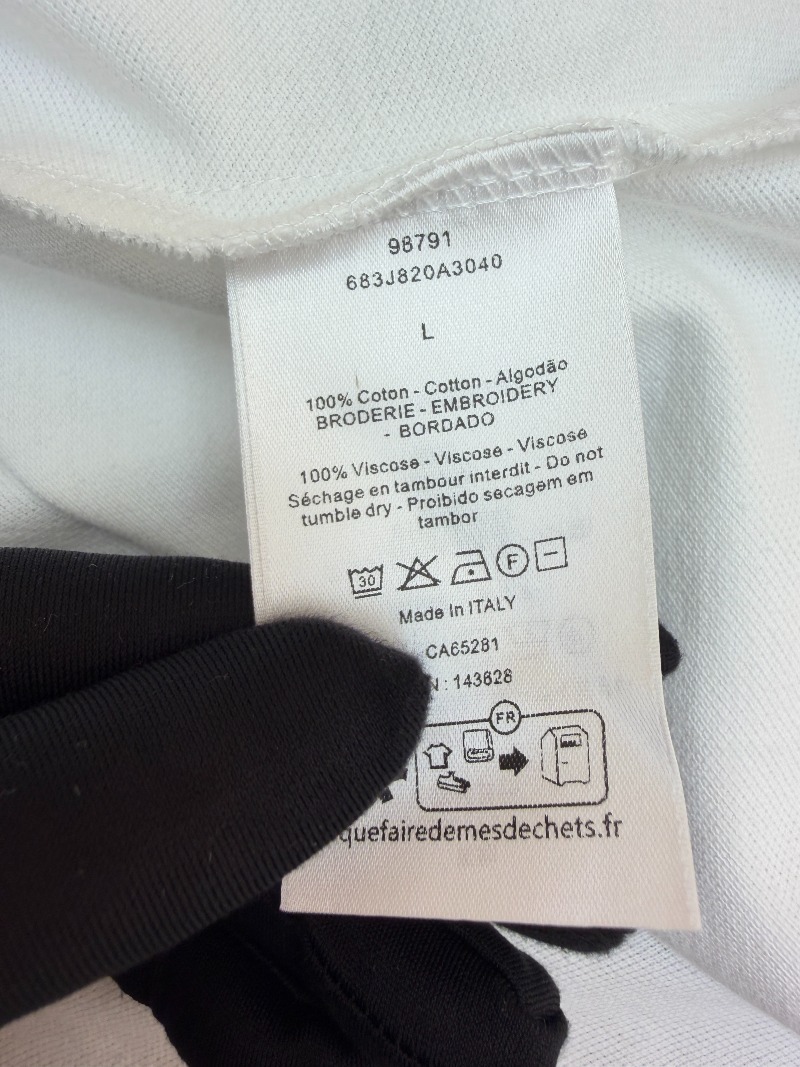 98791
683J820A3040
L
100% Coton - Cotton - Algodão
BRODERIE - EMBROIDERY
- BORDADO
100% Viscose - Viscose - Viscose
Séchage en tambour interdit - Do not
tumble dry - Proibido secagem em
tambor
30 F
Made in ITALY
CA65281
N : 143628
FR
quefairedemesdechets.fr